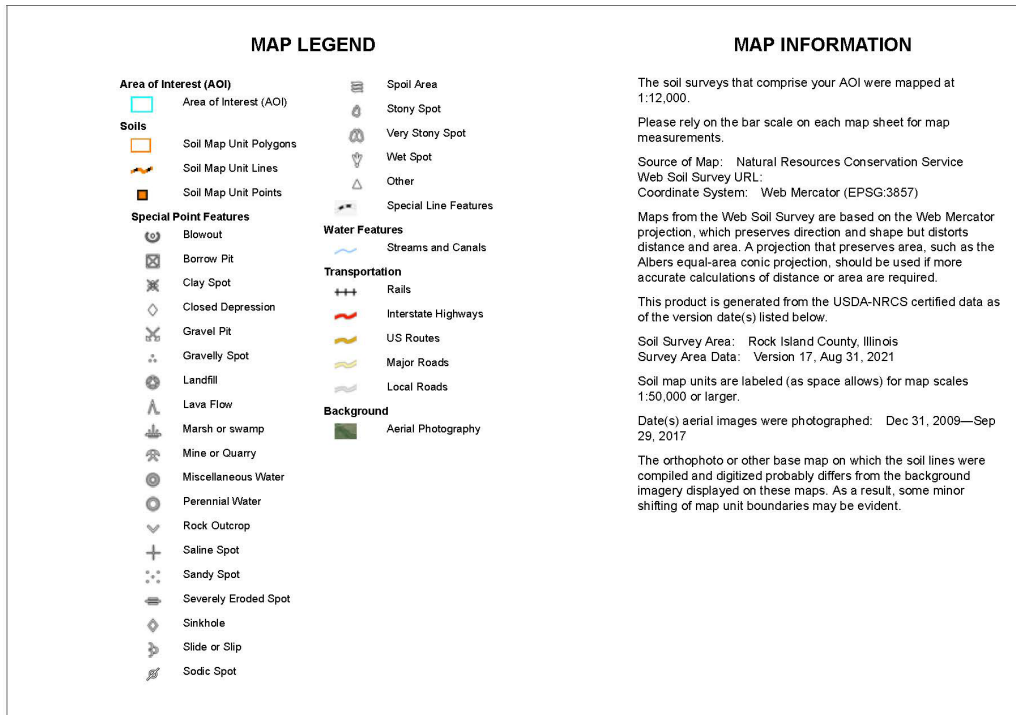 MAP LEGEND
Area of Interest (AOI)
Area of Interest (AOI)
Soils
Soil Map Unit Polygons
Soil Map Unit Lines
Soil Map Unit Points
Special Point Features
Blowout
Borrow Pit
Clay Spot
Closed Depression
Gravel Pit
Gravelly Spot
Landfill
Lava Flow
Marsh or swamp
Mine or Quarry
Miscellaneous Water
Perennial Water
Rock Outcrop
Saline Spot
Sandy Spot
Severely Eroded Spot
Sinkhole
Slide or Slip
Sodic Spot
Spoil Area
Stony Spot
Very Stony Spot
Wet Spot
Other
Special Line Features
Water Features
Streams and Canals
Transportation
Rails
Interstate Highways
US Routes
Major Roads
Local Roads
Background
Aerial Photography
MAP INFORMATION
The soil surveys that comprise your AOI were mapped at
1:12,000.
Please rely on the bar scale on each map sheet for map
measurements.
Source of Map: Natural Resources Conservation Service
Web Soil Survey URL:
Coordinate System: Web Mercator (EPSG:3857)
Maps from the Web Soil Survey are based on the Web Mercator
projection, which preserves direction and shape but distorts
distance and area. A projection that preserves area, such as the
Albers equal-area conic projection, should be used if more
accurate calculations of distance or area are required.
This product is generated from the USDA-NRCS certified data as
of the version date(s) listed below.
Soil Survey Area: Rock Island County, Illinois
Survey Area Data: Version 17, Aug 31, 2021
Soil map units are labeled (as space allows) for map scales
1:50,000 or larger.
Date(s) aerial images were photographed: Dec 31, 2009—Sep
29, 2017
The orthophoto or other base map on which the soil lines were
compiled and digitized probably differs from the background
imagery displayed on these maps. As a result, some minor
shifting of map unit boundaries may be evident.